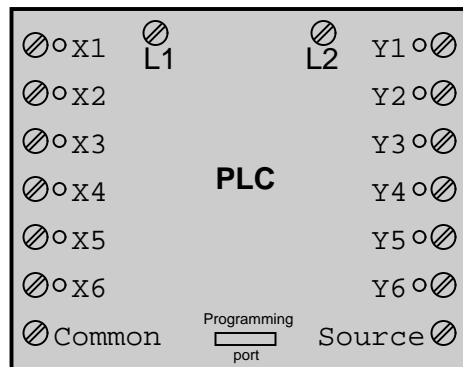 X1 L1 L2 Y1
X2 Y2
X3 Y3
PLC
X4 Y4
X5 Y5
X6 Y6
Common Programming port Source